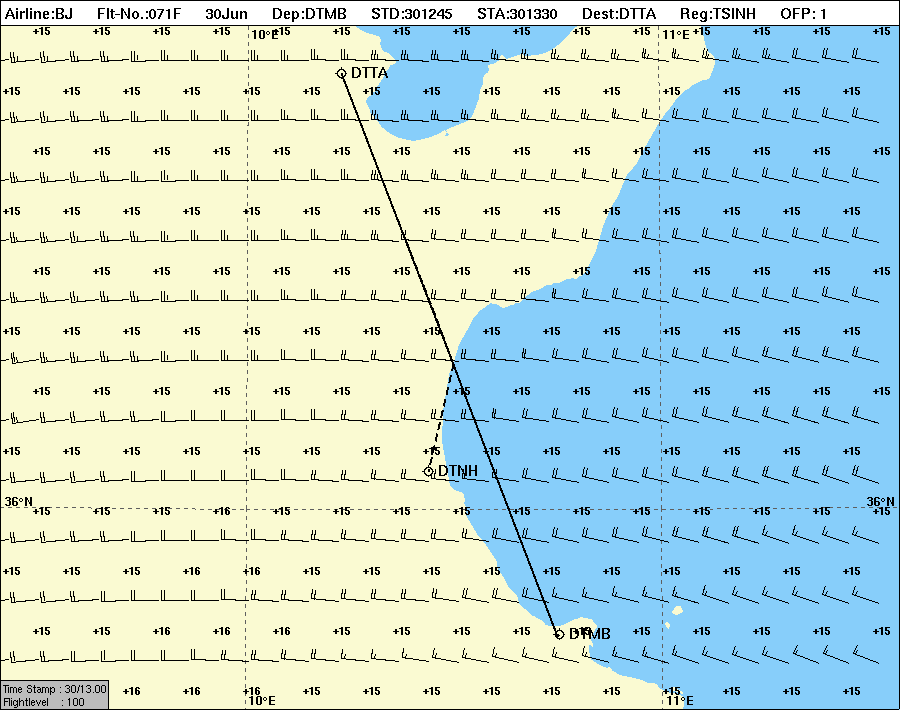 Airline:BJ Flt-No.:071F 30Jun Dep:DTMB STD:301245 STA:301330 Dest:DTTA Reg:TSINH OFP: 1
+15 +15 +15 +15 10°E +15 +15 +15 +15 +15 +15 +15 11°E +15 +15 +15 +15
DTTA
+15 +15 +15 +15 +15 +15 +15 +15 +15 +15 +15 +15 +15 +15 +15
+15 +15 +15 +15 +15 +15 +15 +15 +15 +15 +15 +15 +15 +15 +15
+15 +15 +15 +15 +15 +15 +15 +15 +15 +15 +15 +15 +15 +15 +15
+15 +15 +15 +15 +15 +15 +15 +15 +15 +15 +15 +15 +15 +15 +15
+15 +15 +15 +15 +15 +15 +15 +15 +15 +15 +15 +15 +15 +15 +15
+15 +15 +15 +15 +15 +15 +15 +15 +15 +15 +15 +15 +15 +15 +15
+15 +15 +15 +15 +15 +15 +15 +15 +15 +15 +15 +15 +15 +15 +15
DTNH
36°N 36°N
+15 +15 +15 +16 +15 +15 +15 +15 +15 +15 +15 +15 +15 +15 +15
+15 +15 +15 +16 +16 +15 +15 +15 +15 +15 +15 +15 +15 +15 +15
+15 +15 +16 +16 +16 +15 +15 +15 +15 +15 +15 +15 +15 +15 +15
DTMB
+16 +16 +16 +15 +15 +15 +15 +15 +15 +15 +15 +15 +15
Time Stamp : 30/13.00
Flightlevel : 100
10°E 11°E